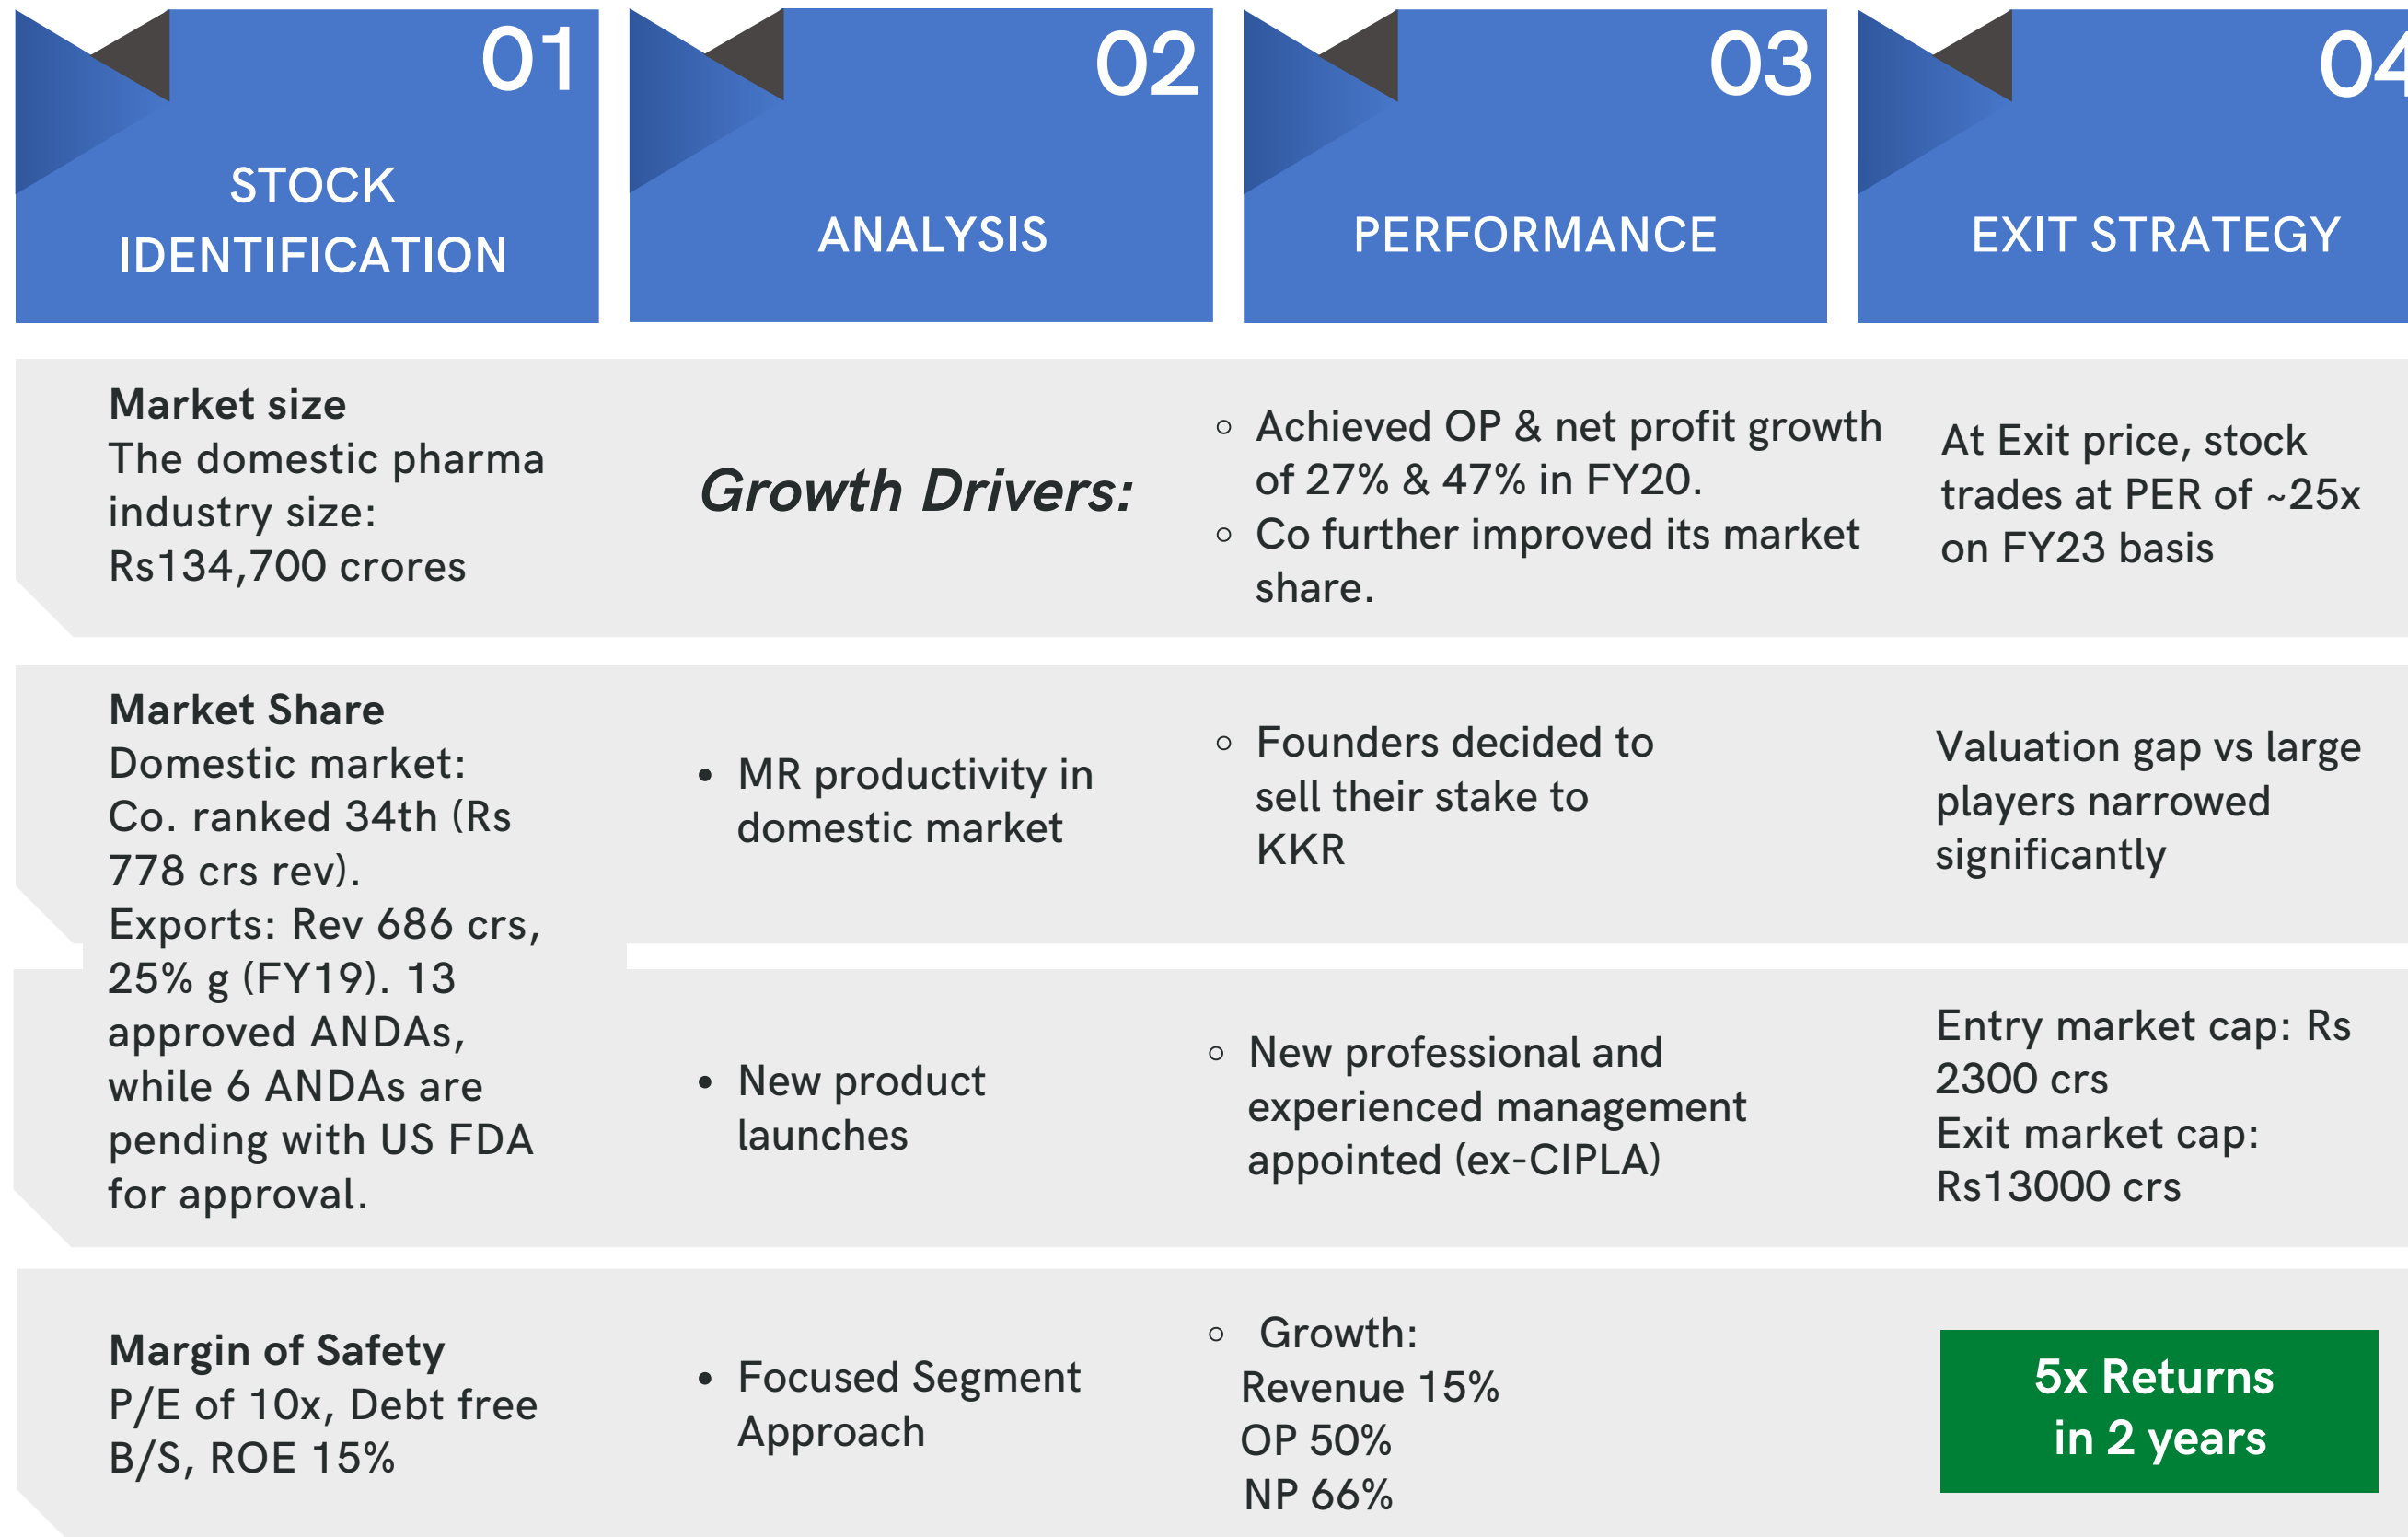 01
STOCK
IDENTIFICATION
02
ANALYSIS
03
PERFORMANCE
04
EXIT STRATEGY
Market size
The domestic pharma
industry size:
Rs134,700 crores
Growth Drivers:
◦ Achieved OP & net profit growth
of 27% & 47% in FY20.
◦ Co further improved its market
share.
At Exit price, stock
trades at PER of ~25x
on FY23 basis
Market Share
Domestic market:
Co. ranked 34th (Rs
778 crs rev).
Exports: Rev 686 crs,
25% g (FY19). 13
approved ANDAs,
while 6 ANDAs are
pending with US FDA
for approval.
• MR productivity in
domestic market
◦ Founders decided to
sell their stake to
KKR
Valuation gap vs large
players narrowed
significantly
• New product
launches
◦ New professional and
experienced management
appointed (ex-CIPLA)
Entry market cap: Rs
2300 crs
Exit market cap:
Rs13000 crs
Margin of Safety
P/E of 10x, Debt free
B/S, ROE 15%
• Focused Segment
Approach
◦ Growth:
Revenue 15%
OP 50%
NP 66%
5x Returns
in 2 years